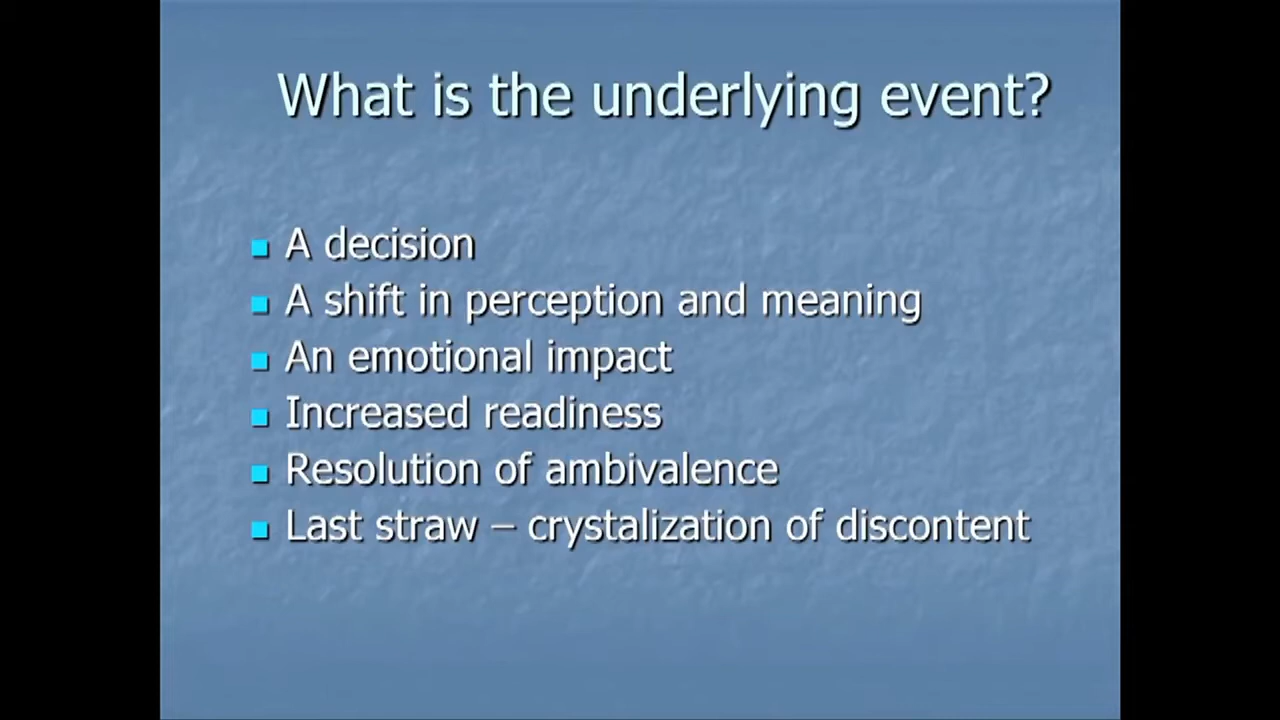 What is the underlying event?
A decision
A shift in perception and meaning
An emotional impact
Increased readiness
Resolution of ambivalence
Last straw – crystalization of discontent